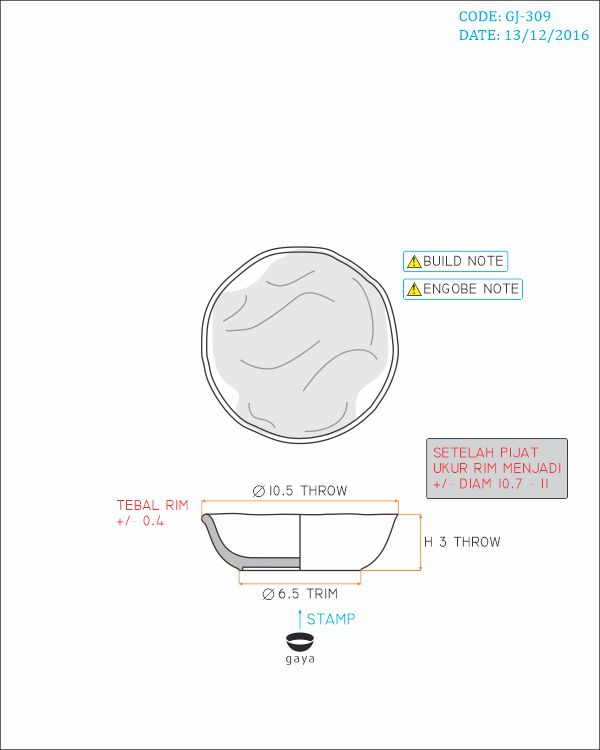 CODE: GJ-309
DATE: 13/12/2016
BUILD NOTE
ENGOBE NOTE
SETELAH PIJAT
UKUR RIM MENJADI
+/- DIAM 10.7 - 11
Ø 10.5 THROW
TEBAL RIM
+/- 0.4
H 3 THROW
Ø 6.5 TRIM
STAMP
gaya